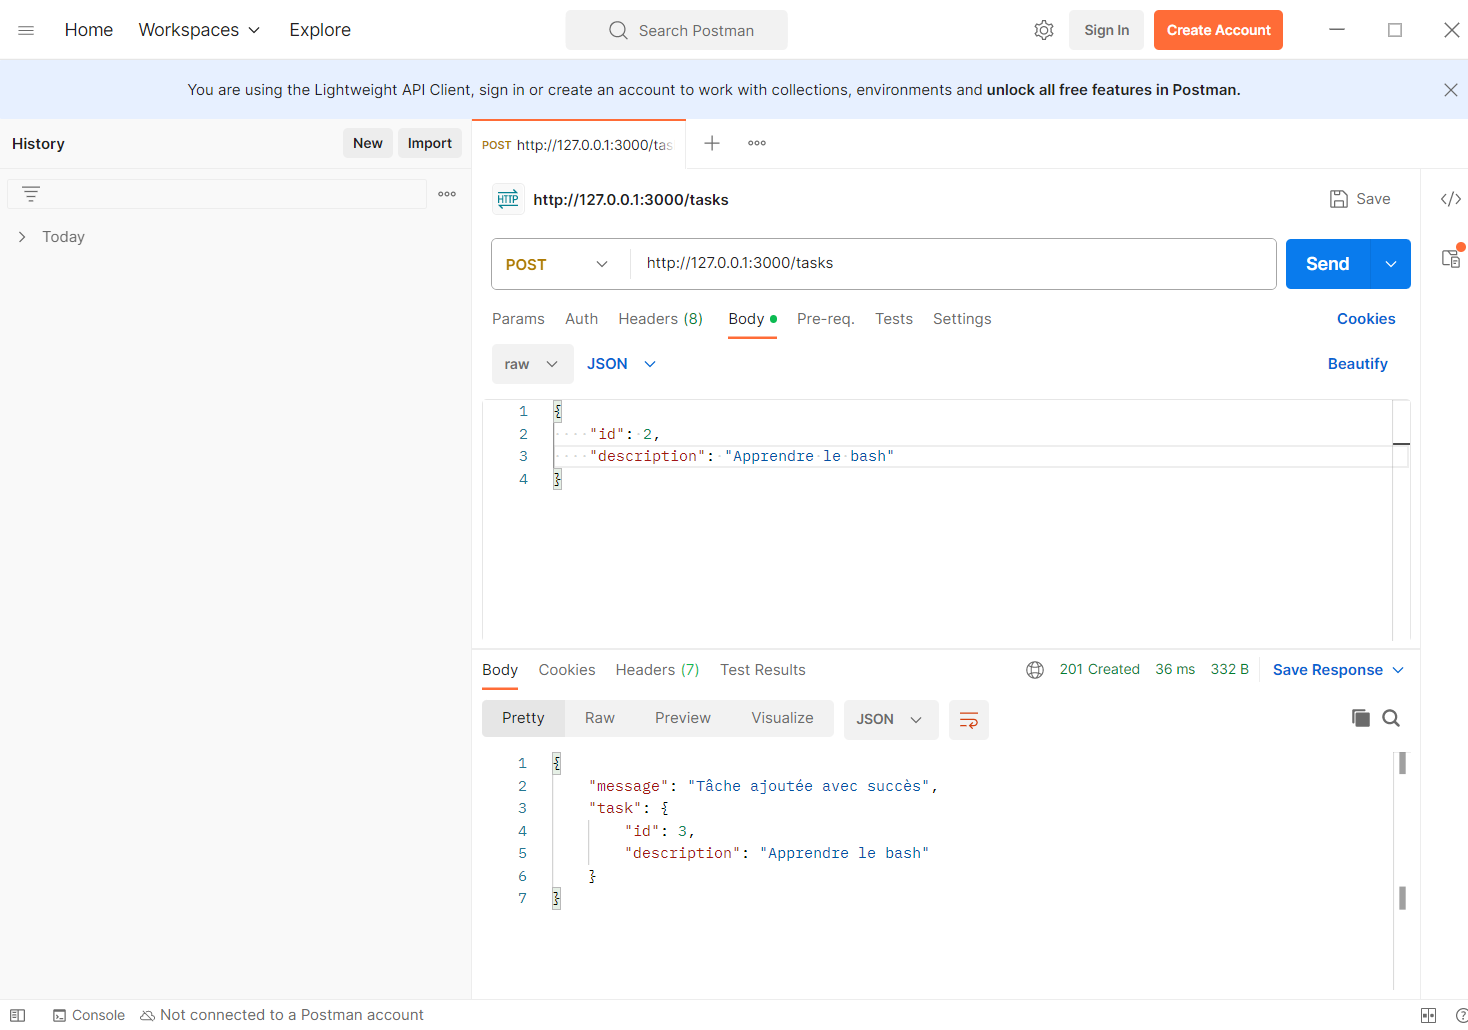 Home Workspaces Explore Search Postman Sign In Create Account
You are using the Lightweight API Client, sign in or create an account to work with collections, environments and unlock all free features in Postman.
History New Import
Today
POST http://127.0.0.1:3000/tas
HTTP http://127.0.0.1:3000/tasks Save
POST http://127.0.0.1:3000/tasks Send
Params Auth Headers (8) Body Pre-req. Tests Settings Cookies
raw JSON Beautify
1 {
2 "id": 2,
3 "description": "Apprendre le bash"
4 }
Body Cookies Headers (7) Test Results 201 Created 36 ms 332 B Save Response
Pretty Raw Preview Visualize JSON
1 {
2 "message": "Tâche ajoutée avec succès",
3 "task": {
4 "id": 3,
5 "description": "Apprendre le bash"
6 }
7 }
Console Not connected to a Postman account